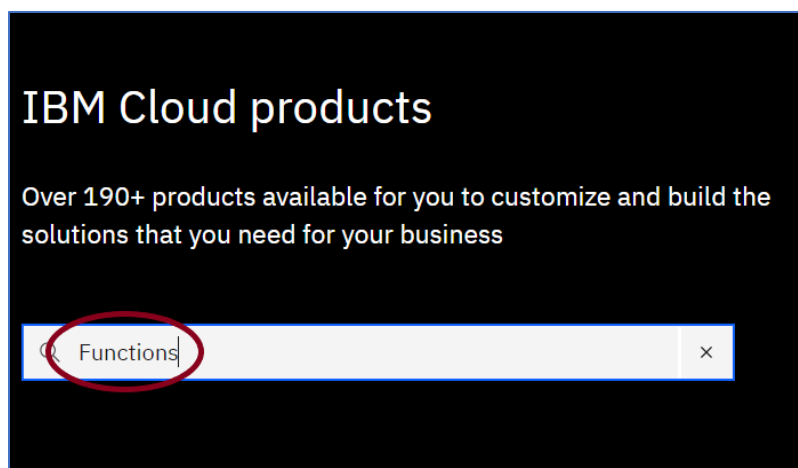 IBM Cloud products
Over 190+ products available for you to customize and build the
solutions that you need for your business
Functions